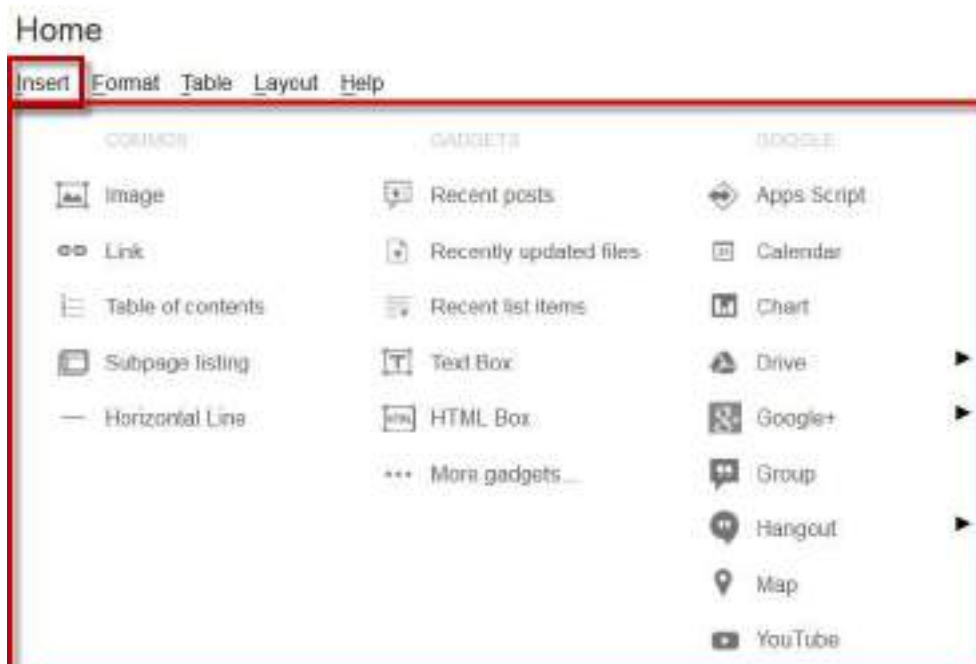 Home
Insert Format Table Layout Help
COMMON
Image
Link
Table of contents
Subpage listing
Horizontal Line
GADGETS
Recent posts
Recently updated files
Recent list items
Text Box
HTML Box
More gadgets...
GOOGLE
Apps Script
Calendar
Chart
Drive
Google+
Group
Hangout
Map
YouTube